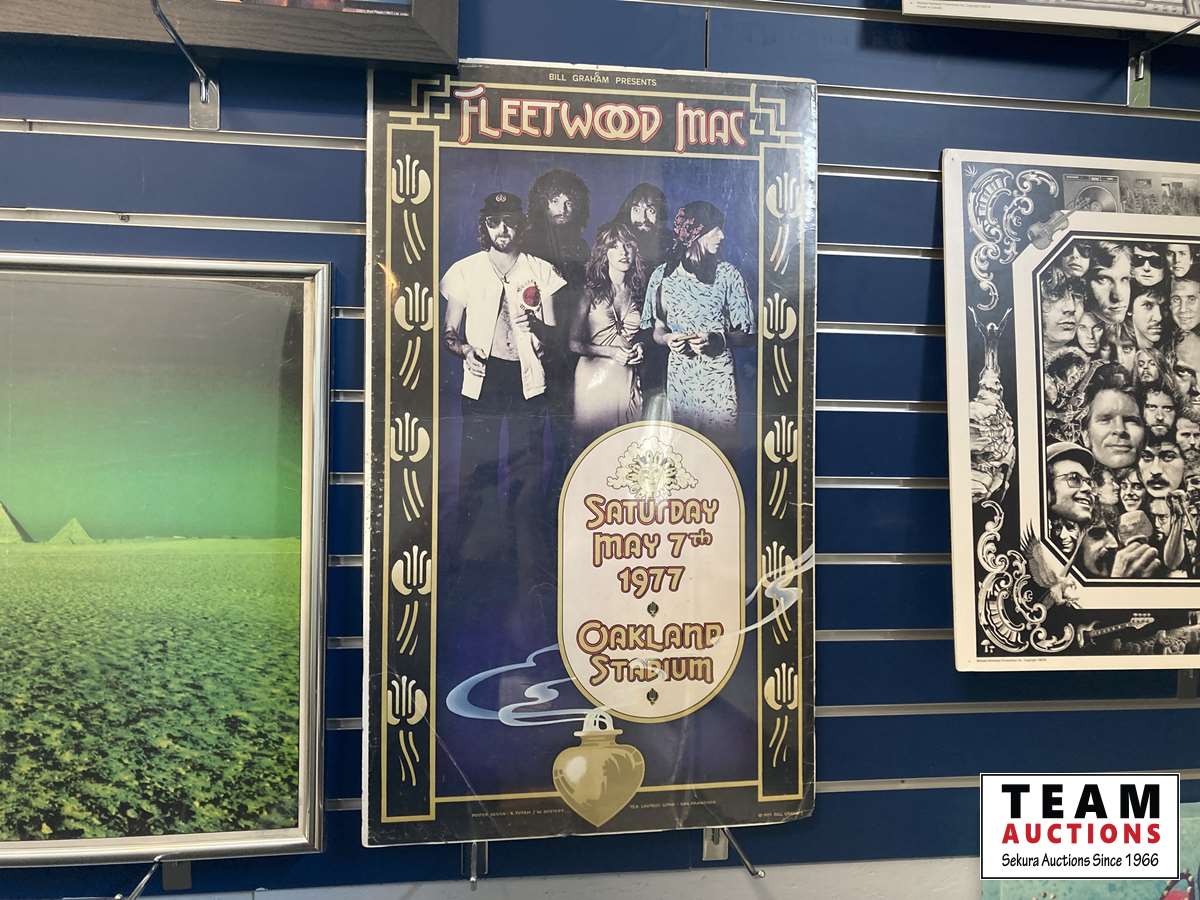 BILL GRAHAM PRESENTS
FLEETWOOD MAC
SATURDAY
MAY 7th
1977
OAKLAND
STADIUM
TEAM
AUCTIONS
Sekura Auctions Since 1966